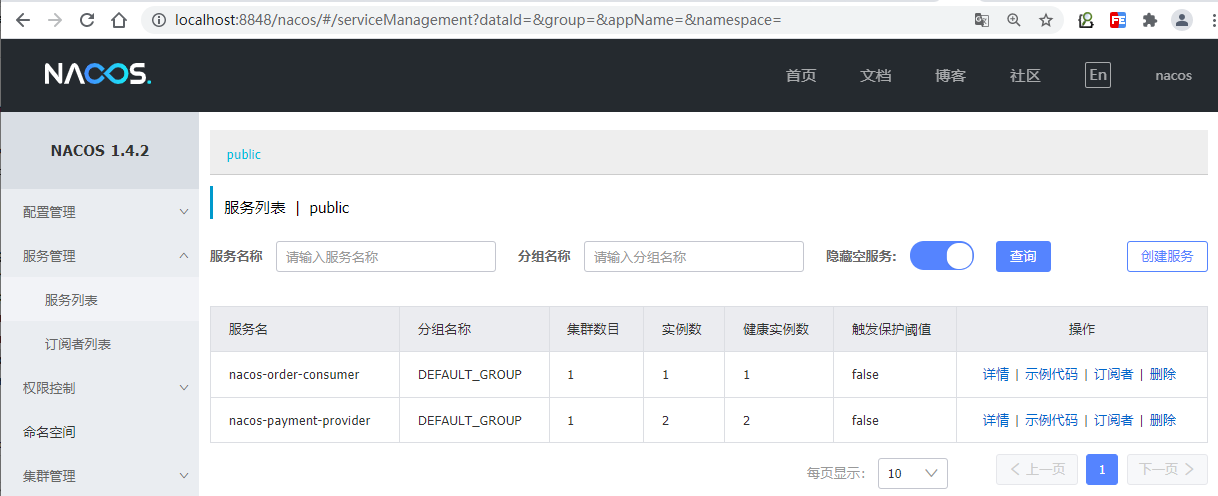 localhost:8848/nacos/#/serviceManagement?dataId=&group=&appName=&namespace=
NACOS.
首页 文档 博客 社区 En nacos
NACOS 1.4.2
public
配置管理
服务列表 | public
服务管理
服务名称 请输入服务名称 分组名称 请输入分组名称 隐藏空服务: 查询 创建服务
服务列表
订阅者列表
权限控制
命名空间
集群管理
服务名 分组名称 集群数目 实例数 健康实例数 触发保护阈值 操作
nacos-order-consumer DEFAULT_GROUP 1 1 1 false 详情 | 示例代码 | 订阅者 | 删除
nacos-payment-provider DEFAULT_GROUP 1 2 2 false 详情 | 示例代码 | 订阅者 | 删除
每页显示: 10 上一页 1 下一页